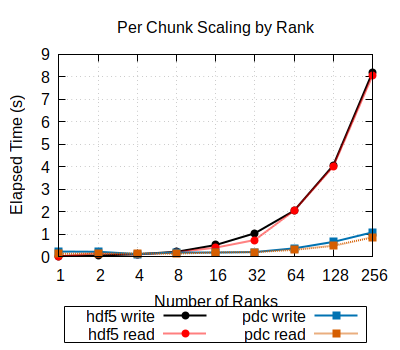 Per Chunk Scaling by Rank
Elapsed Time (s)
9
8
7
6
5
4
3
2
1
0
1 2 4 8 16 32 64 128 256
Number of Ranks
hdf5 write pdc write
hdf5 read pdc read